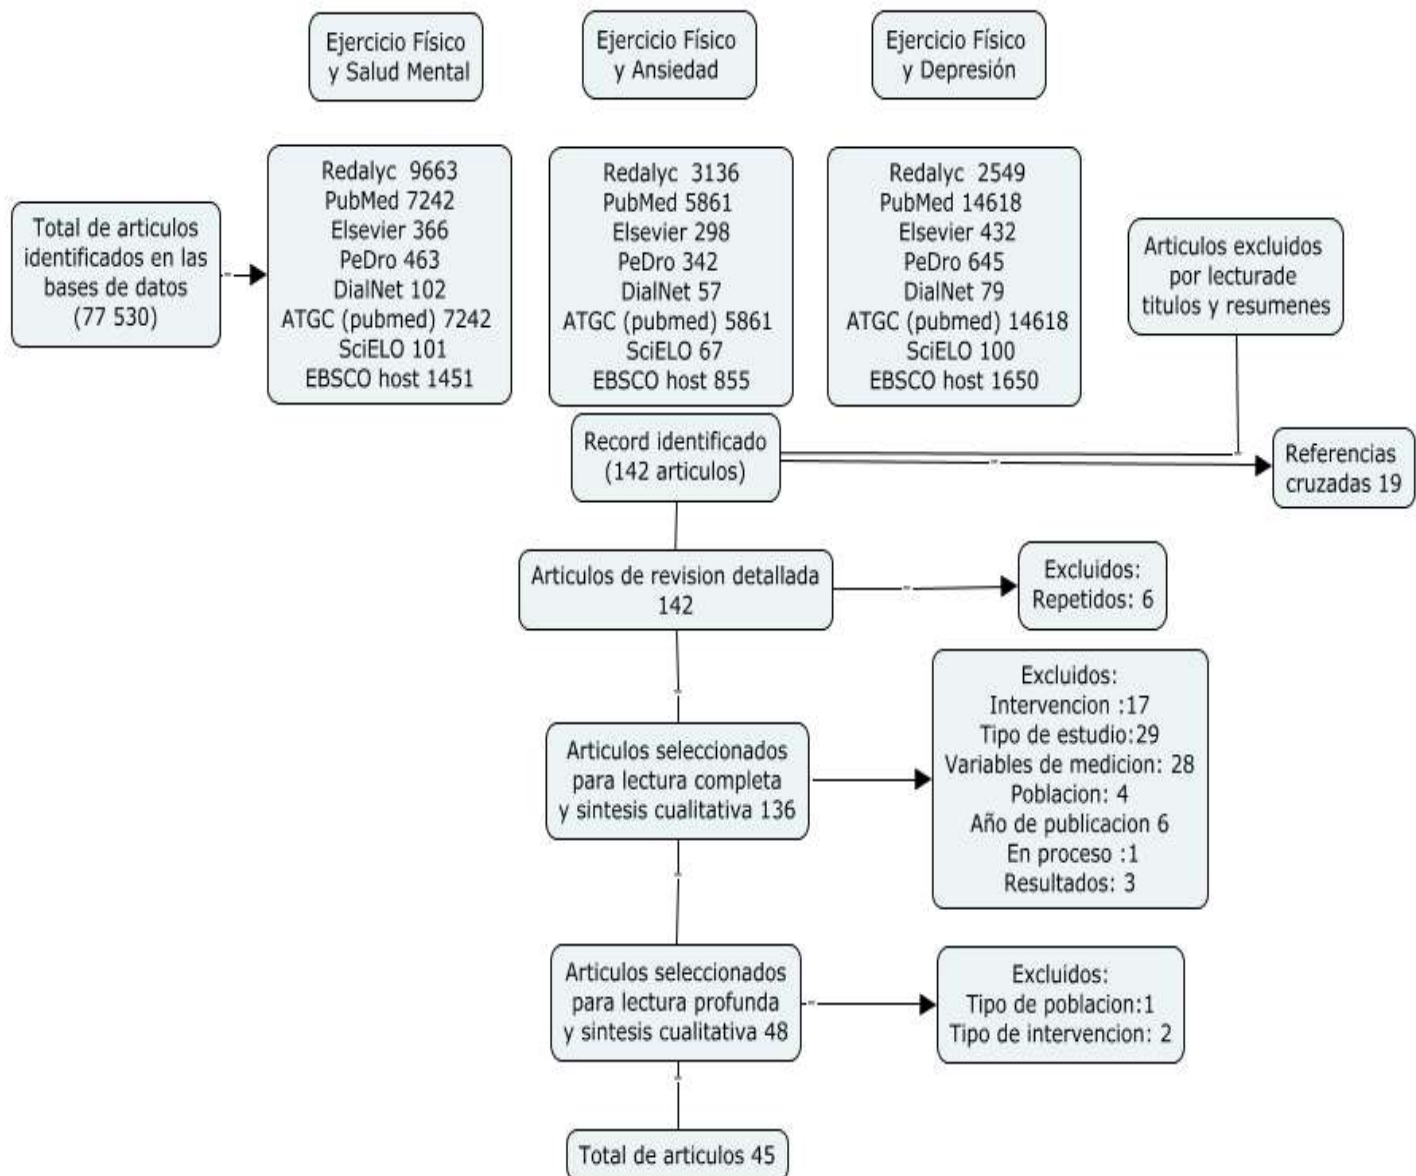 Ejercicio Físico
y Salud Mental
Ejercicio Físico
y Ansiedad
Ejercicio Físico
y Depresión
Total de articulos
identificados en las
bases de datos
(77 530)
Redalyc 9663
PubMed 7242
Elsevier 366
PeDro 463
DialNet 102
ATGC (pubmed) 7242
SciELO 101
EBSCO host 1451
Redalyc 3136
PubMed 5861
Elsevier 298
PeDro 342
DialNet 57
ATGC (pubmed) 5861
SciELO 67
EBSCO host 855
Redalyc 2549
PubMed 14618
Elsevier 432
PeDro 645
DialNet 79
ATGC (pubmed) 14618
SciELO 100
EBSCO host 1650
Articulos excluidos
por lecturade
titulos y resumenes
Record identificado
(142 articulos)
Referencias
cruzadas 19
Articulos de revision detallada
142
Excluidos:
Repetidos: 6
Articulos seleccionados
para lectura completa
y sintesis cualitativa 136
Excluidos:
Intervencion :17
Tipo de estudio:29
Variables de medicion: 28
Poblacion: 4
Año de publicacion 6
En proceso :1
Resultados: 3
Articulos seleccionados
para lectura profunda
y sintesis cualitativa 48
Excluidos:
Tipo de poblacion:1
Tipo de intervencion: 2
Total de articulos 45